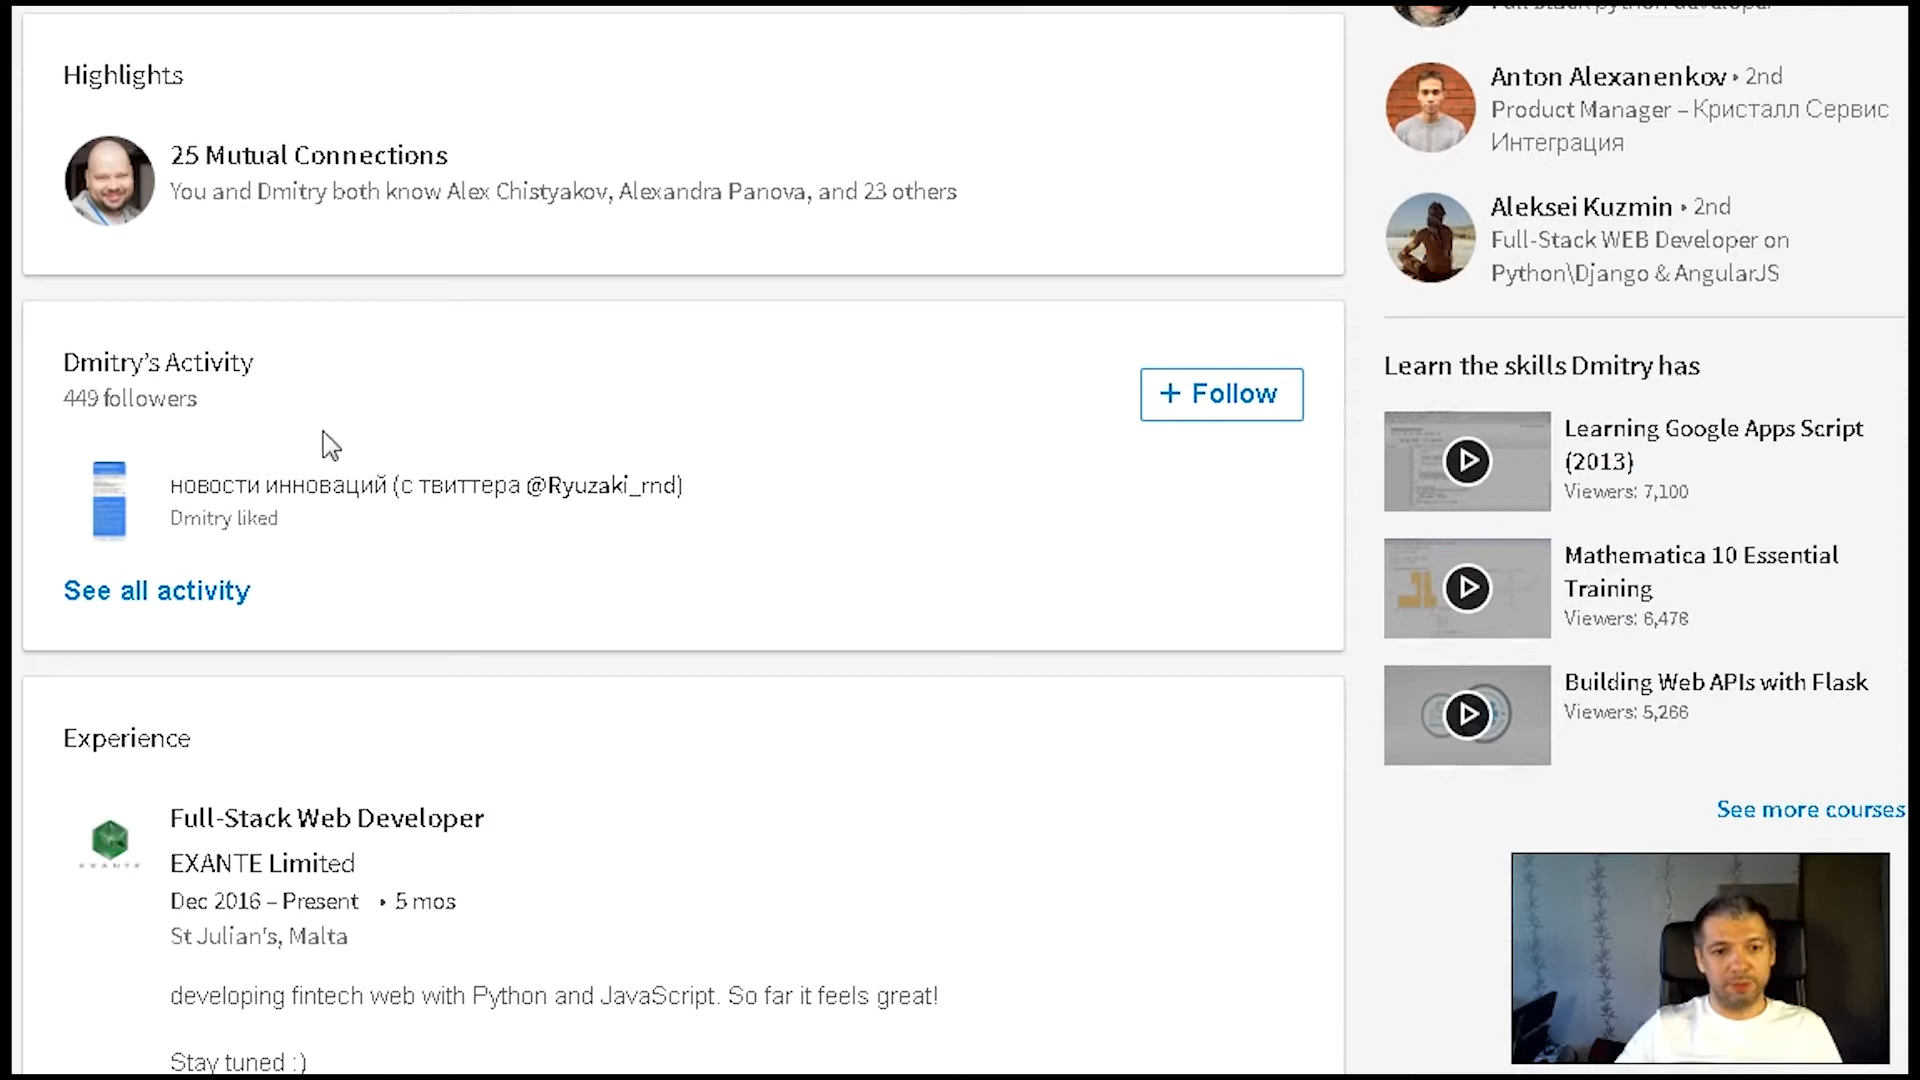 Highlights
25 Mutual Connections
You and Dmitry both know Alex Chistyakov, Alexandra Panova, and 23 others
Dmitry's Activity
449 followers
+ Follow
новости инноваций (с твиттера @Ryuzaki_rnd)
Dmitry liked
See all activity
Experience
EXANTE
Full-Stack Web Developer
EXANTE Limited
Dec 2016 – Present • 5 mos
St Julian's, Malta
developing fintech web with Python and JavaScript. So far it feels great!
Stay tuned :)
Full stack python developer
Anton Alexanenkov • 2nd
Product Manager – Кристалл Сервис
Интеграция
Aleksei Kuzmin • 2nd
Full-Stack WEB Developer on
Python\Django & AngularJS
Learn the skills Dmitry has
Learning Google Apps Script
(2013)
Viewers: 7,100
Mathematica 10 Essential
Training
Viewers: 6,478
Building Web APIs with Flask
Viewers: 5,266
See more courses